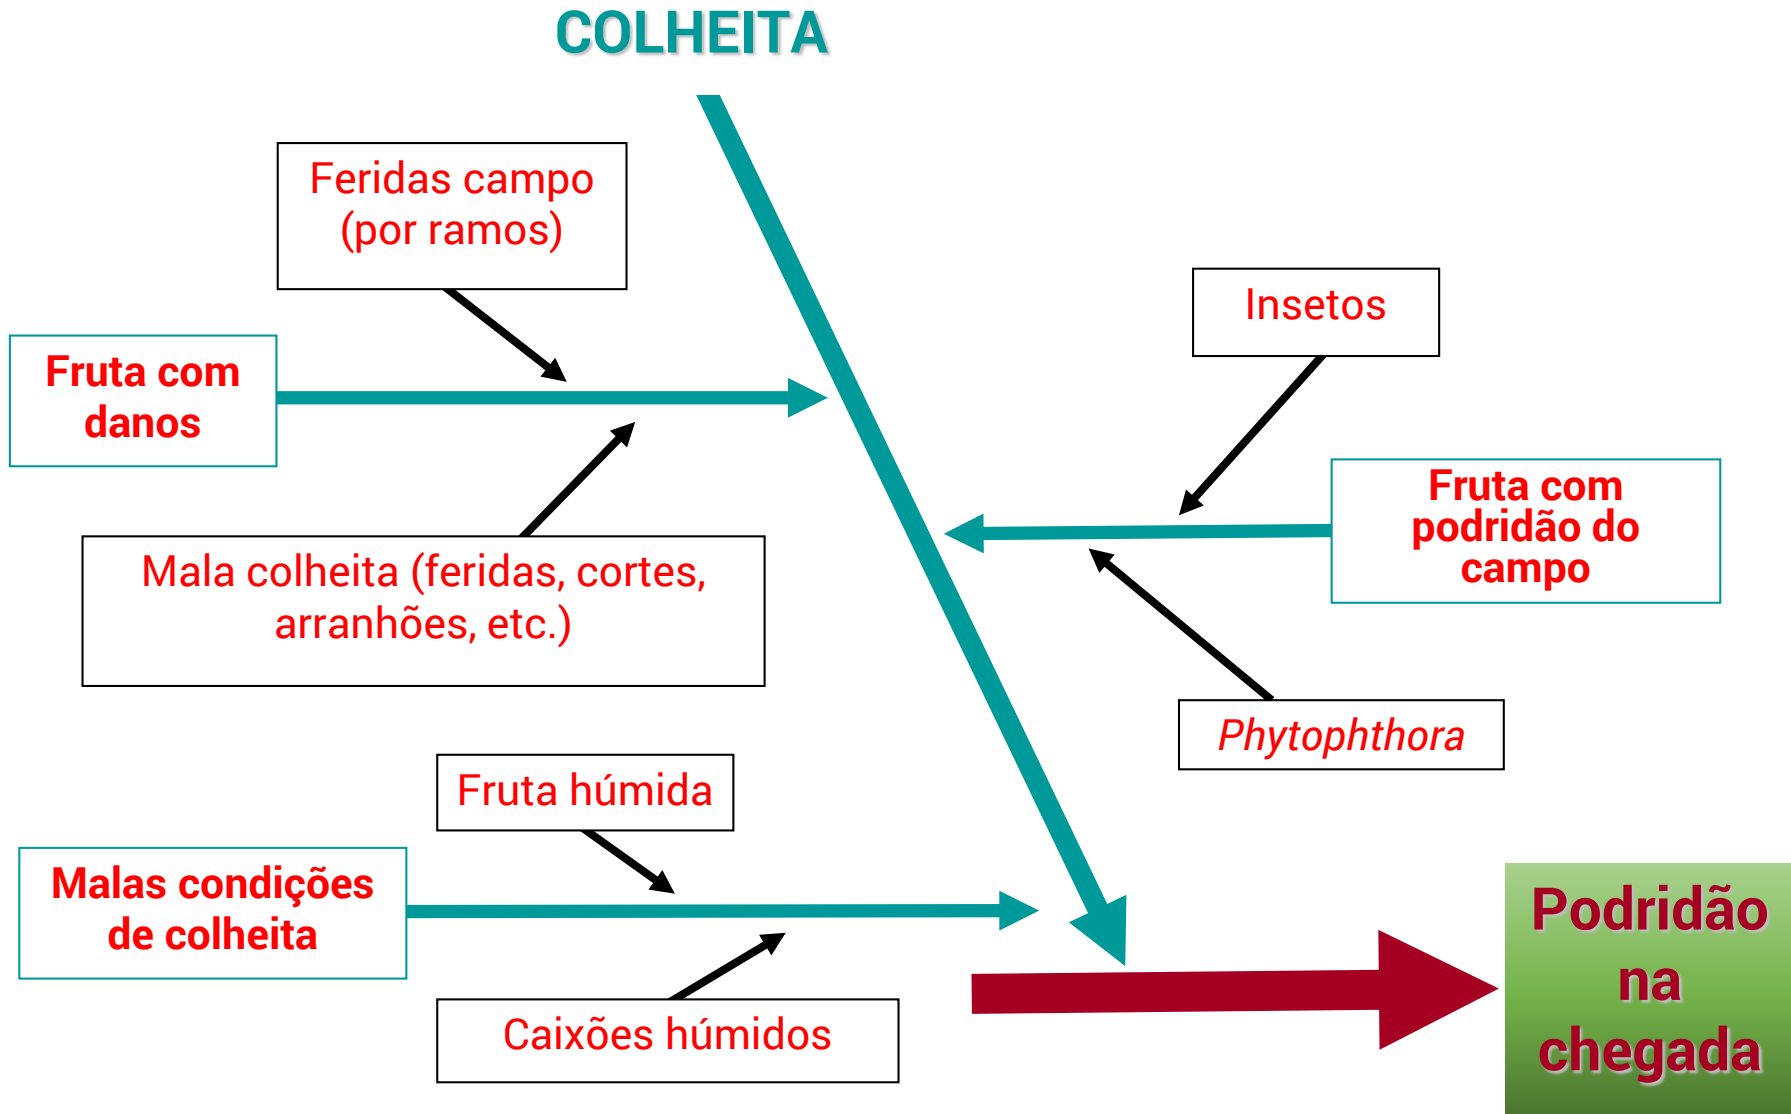 COLHEITA
Feridas campo
(por ramos)
Insetos
Fruta com
danos
Fruta com
podridão do
campo
Mala colheita (feridas, cortes,
arranhões, etc.)
Phytophthora
Fruta húmida
Malas condições
de colheita
Podridão
na
chegada
Caixões húmidos